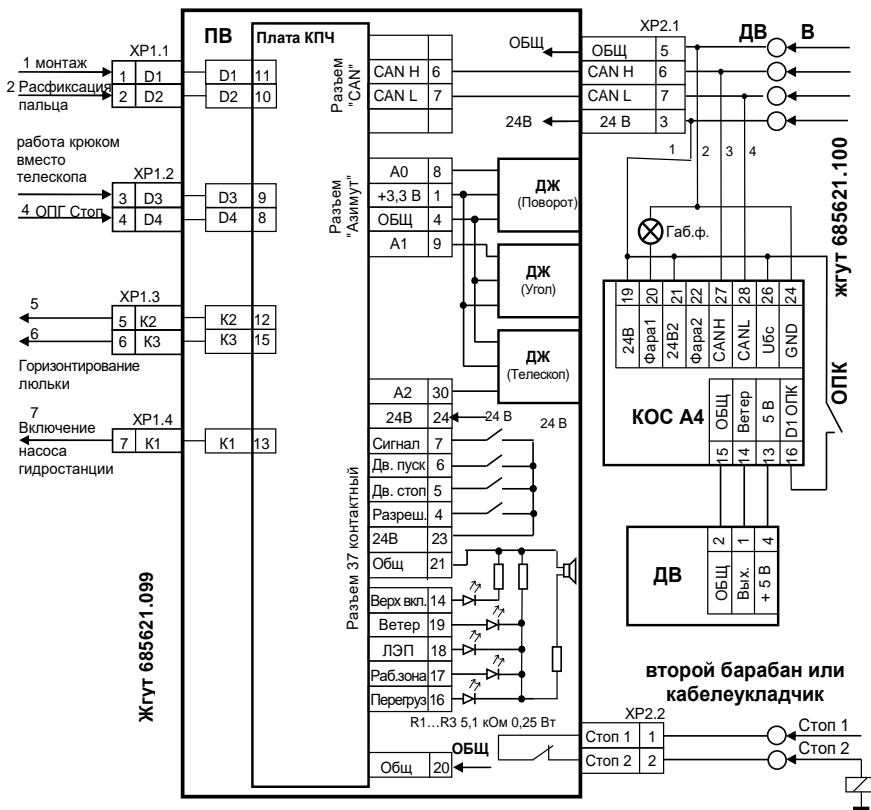 ПВ
Плата КПЧ
XP1.1
1 монтаж
1 D1
D1 11
2 Расфиксация
пальца
2 D2
D2 10
работа крюком
вместо
телескопа
XP1.2
3 D3
D3 9
4 ОПГ Стоп
4 D4
D4 8
XP1.3
5
5 К2
К2 12
6
6 К3
К3 15
Горизонтирование
люльки
7
Включение
насоса
гидростанции
XP1.4
7 К1
К1 13
Жгут 685621.099
Разъем
"CAN"
CAN H 6
CAN L 7
Разъем
"Азимут"
А0 8
+3,3 В 1
ОБЩ 4
А1 9
ДЖ
(Поворот)
ДЖ
(Угол)
ДЖ
(Телескоп)
Разъем 37 контактный
А2 30
24В 24
24 В
24 В
Сигнал 7
Дв. пуск 6
Дв. стоп 5
Разреш. 4
24В 23
Общ 21
Верх вкл. 14
Ветер 19
ЛЭП 18
Раб.зона 17
Перегруз 16
R1…R3 5,1 кОм 0,25 Вт
Общ 20
ОБЩ
XP2.1
ОБЩ
ОБЩ 5
CAN H 6
CAN L 7
24В
24 В 3
ДВ
В
1
2
3
4
Габ.ф.
жгут 685621.100
19 20 21 22 27 28 26 24
24В
Фара1
24В2
Фара2
CANH
CANL
Uбс
GND
КОС А4
ОБЩ
Ветер
5 В
D1 ОПК
15 14 13 16
ОПК
ДВ
2 1 4
ОБЩ
Вых.
+ 5 В
второй барабан или
кабелеукладчик
XP2.2
Стоп 1 1
Стоп 1
Стоп 2 2
Стоп 2